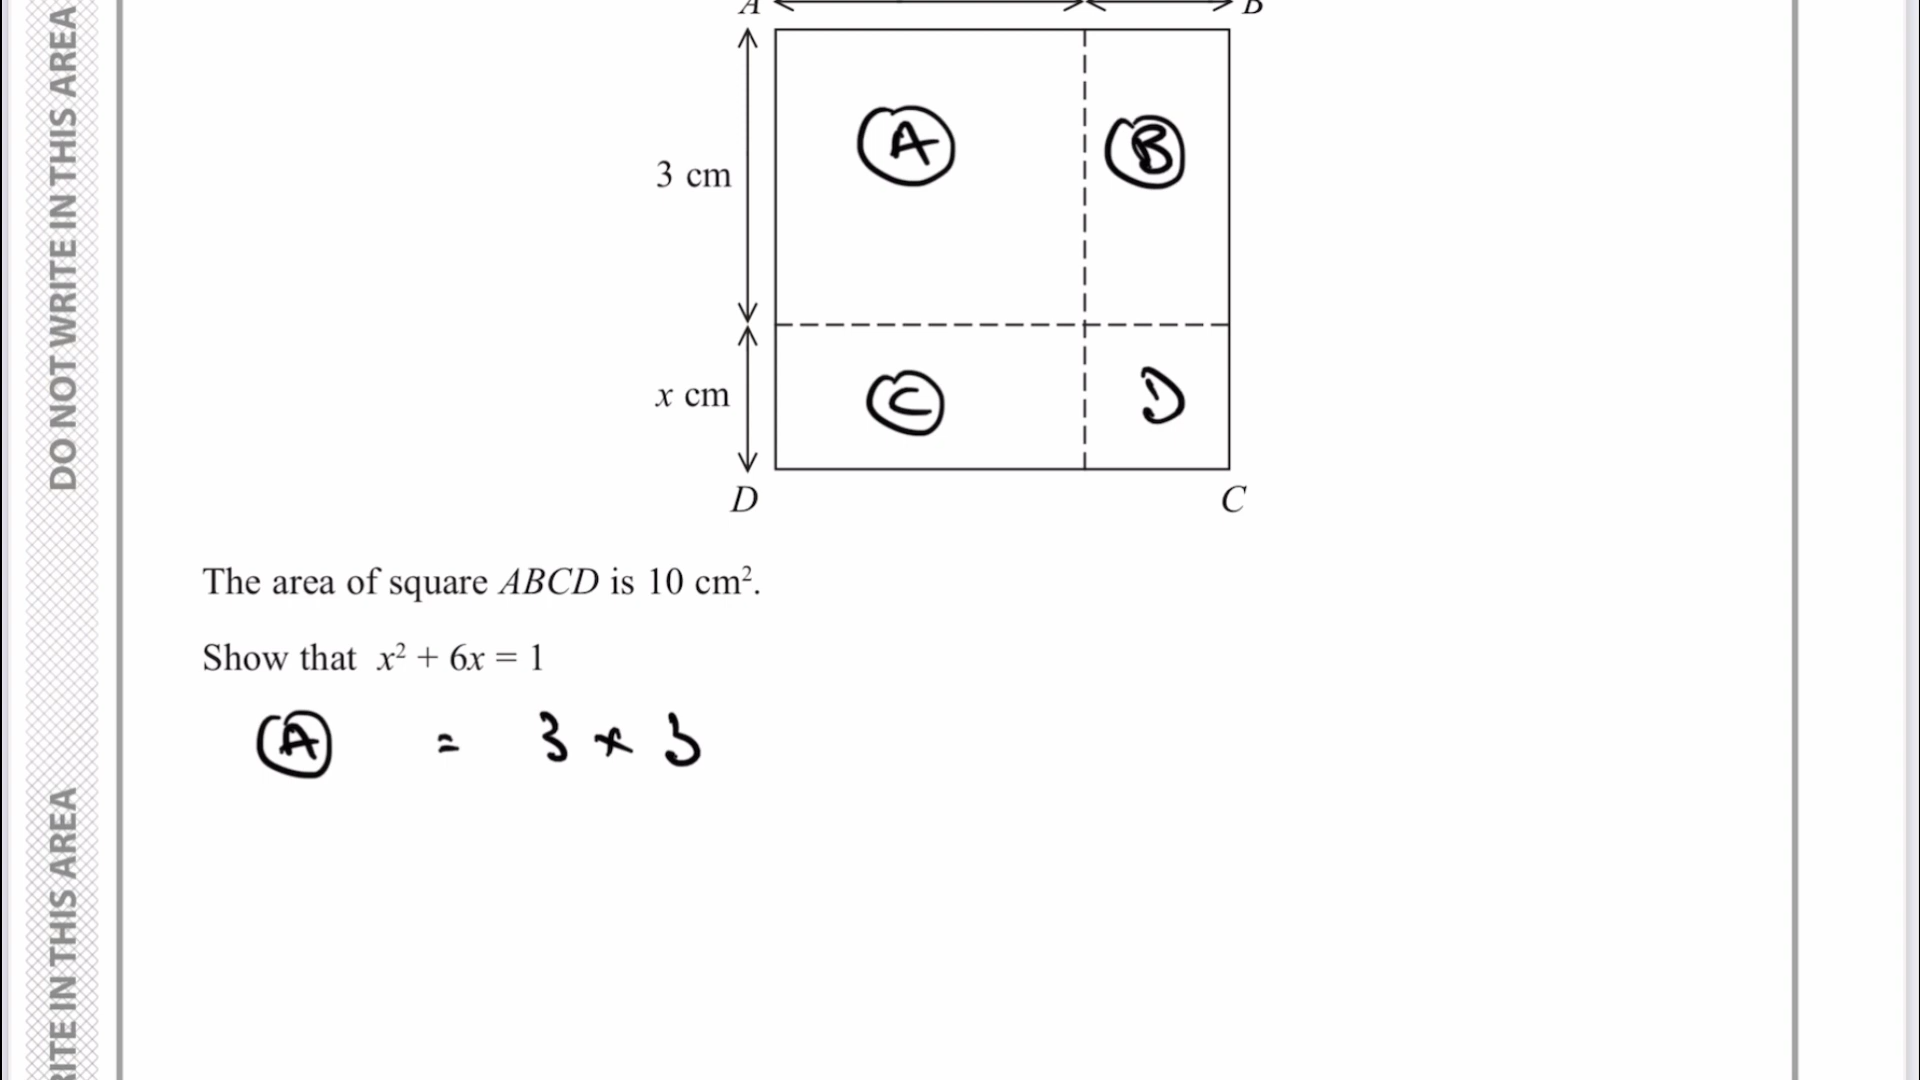 A B
3 cm
A
B
x cm
C
D
D C
The area of square ABCD is 10 cm².
Show that x² + 6x = 1
A = 3 × 3
DO NOT WRITE IN THIS AREA
RITE IN THIS AREA